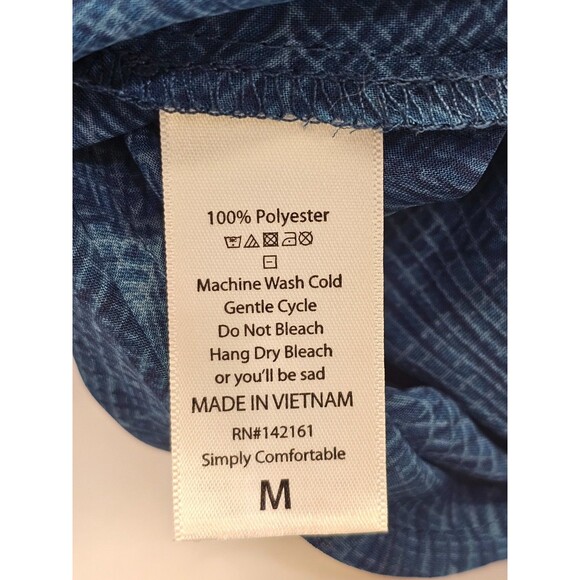 100% Polyester
Machine Wash Cold
Gentle Cycle
Do Not Bleach
Hang Dry Bleach
or you'll be sad
MADE IN VIETNAM
RN#142161
Simply Comfortable
M